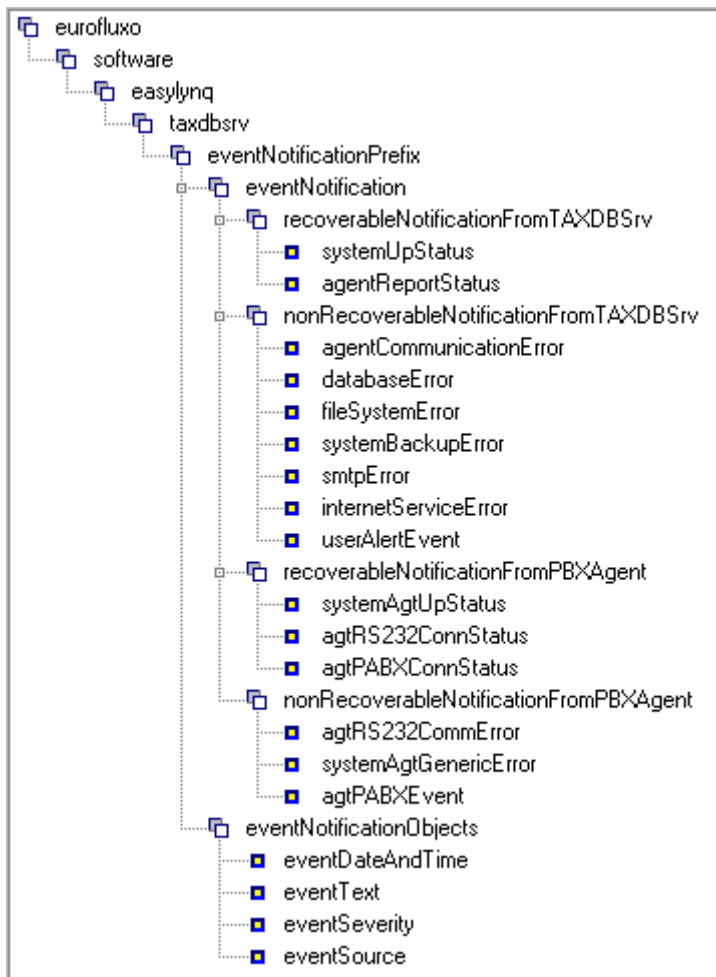 eurofluxo
software
easylynq
taxdbsrv
eventNotificationPrefix
eventNotification
recoverableNotificationFromTAXDBSrv
systemUpStatus
agentReportStatus
nonRecoverableNotificationFromTAXDBSrv
agentCommunicationError
databaseError
fileSystemError
systemBackupError
smtpError
internetServiceError
userAlertEvent
recoverableNotificationFromPBXAgent
systemAgtUpStatus
agtRS232ConnStatus
agtPABXConnStatus
nonRecoverableNotificationFromPBXAgent
agtRS232CommError
systemAgtGenericError
agtPABXEvent
eventNotificationObjects
eventDateAndTime
eventText
eventSeverity
eventSource